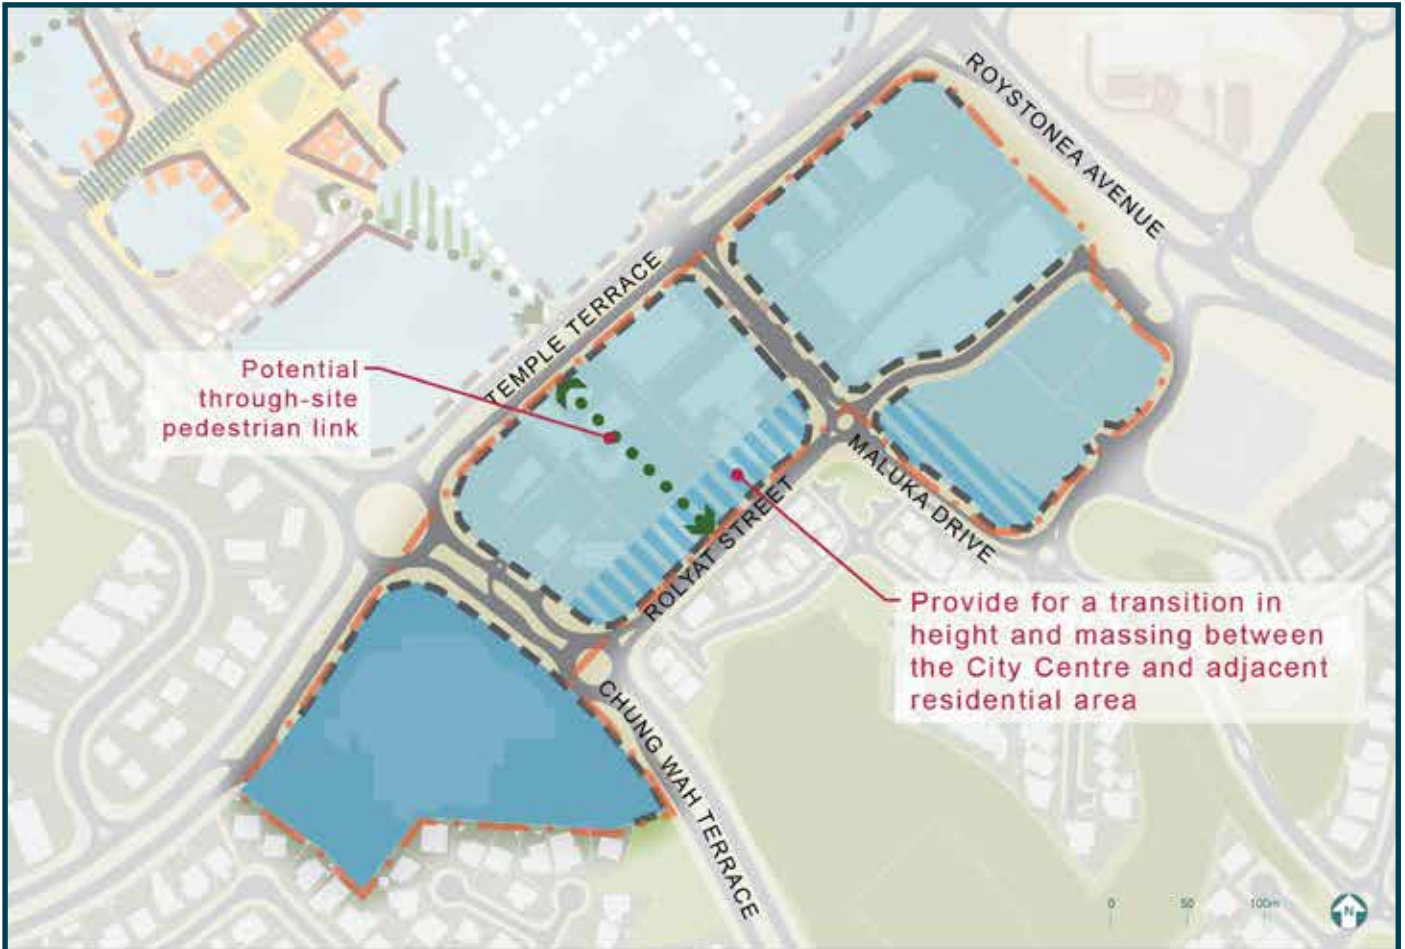 ROYSTONEA AVENUE
TEMPLE TERRACE
Potential
through-site
pedestrian link
MALUKA DRIVE
ROLYAT STREET
Provide for a transition in
height and massing between
the City Centre and adjacent
residential area
CHUNG WAH TERRACE
0 50 100m
N